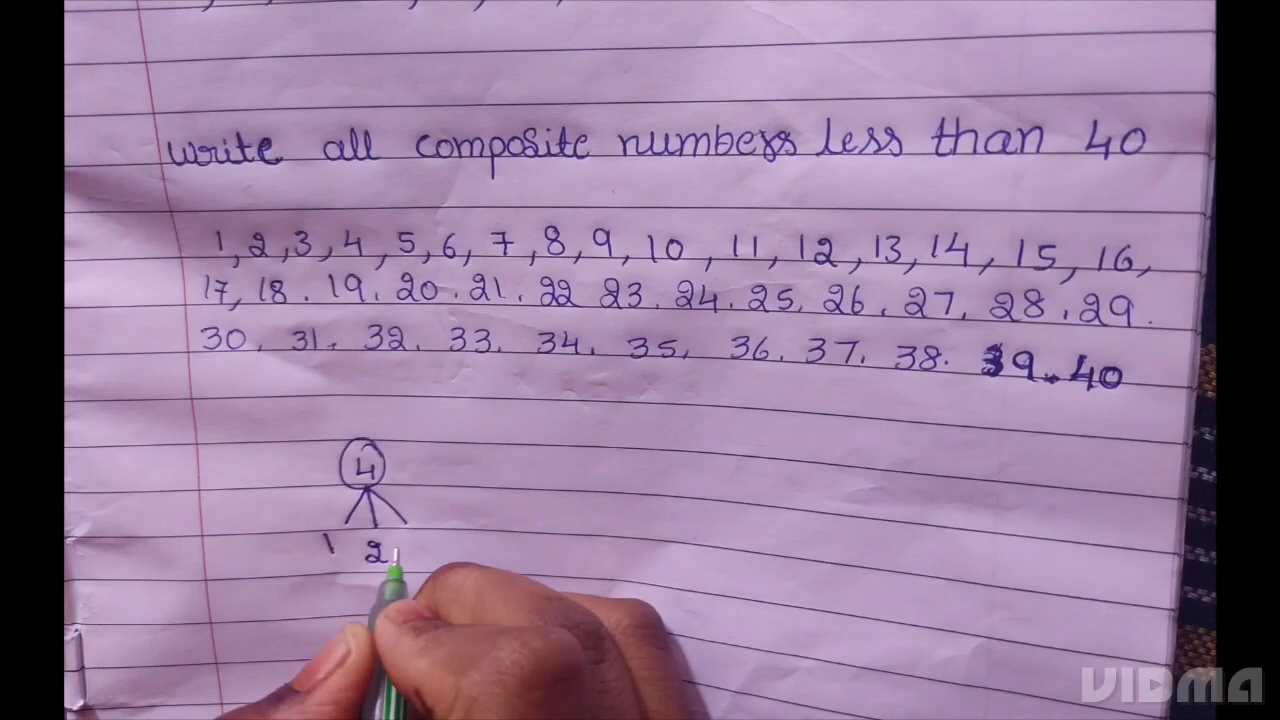 write all composite numbers less than 40
1, 2, 3, 4, 5, 6, 7, 8, 9, 10, 11, 12, 13, 14, 15, 16,
17, 18. 19. 20. 21. 22 23. 24. 25. 26. 27. 28. 29.
30. 31. 32. 33. 34. 35. 36. 37. 38. 39. 40
4
1 2
VIDMA